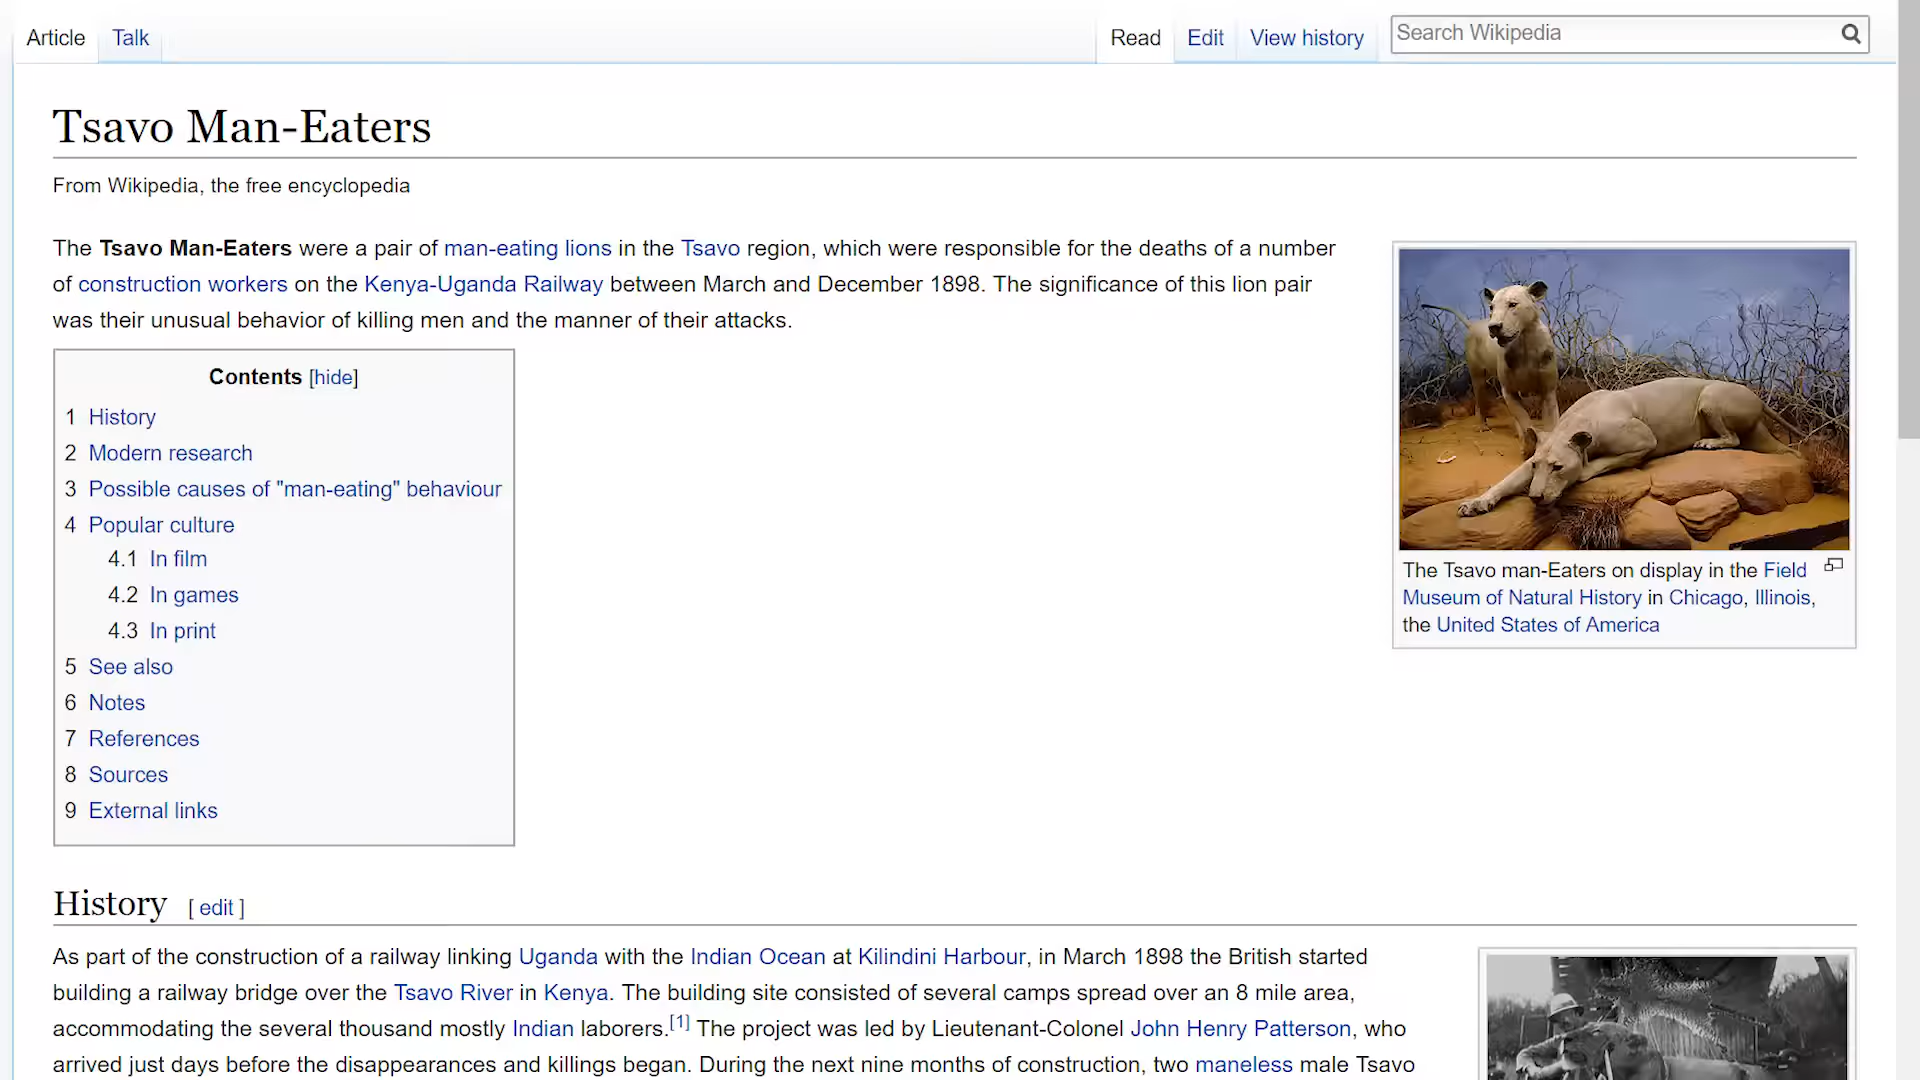 Article Talk Read Edit View history Search Wikipedia
Tsavo Man-Eaters
From Wikipedia, the free encyclopedia
The Tsavo Man-Eaters were a pair of man-eating lions in the Tsavo region, which were responsible for the deaths of a number
of construction workers on the Kenya-Uganda Railway between March and December 1898. The significance of this lion pair
was their unusual behavior of killing men and the manner of their attacks.
The Tsavo man-Eaters on display in the Field
Museum of Natural History in Chicago, Illinois,
the United States of America
Contents [hide]
1 History
2 Modern research
3 Possible causes of "man-eating" behaviour
4 Popular culture
4.1 In film
4.2 In games
4.3 In print
5 See also
6 Notes
7 References
8 Sources
9 External links
History [ edit ]
As part of the construction of a railway linking Uganda with the Indian Ocean at Kilindini Harbour, in March 1898 the British started
building a railway bridge over the Tsavo River in Kenya. The building site consisted of several camps spread over an 8 mile area,
accommodating the several thousand mostly Indian laborers.[1] The project was led by Lieutenant-Colonel John Henry Patterson, who
arrived just days before the disappearances and killings began. During the next nine months of construction, two maneless male Tsavo